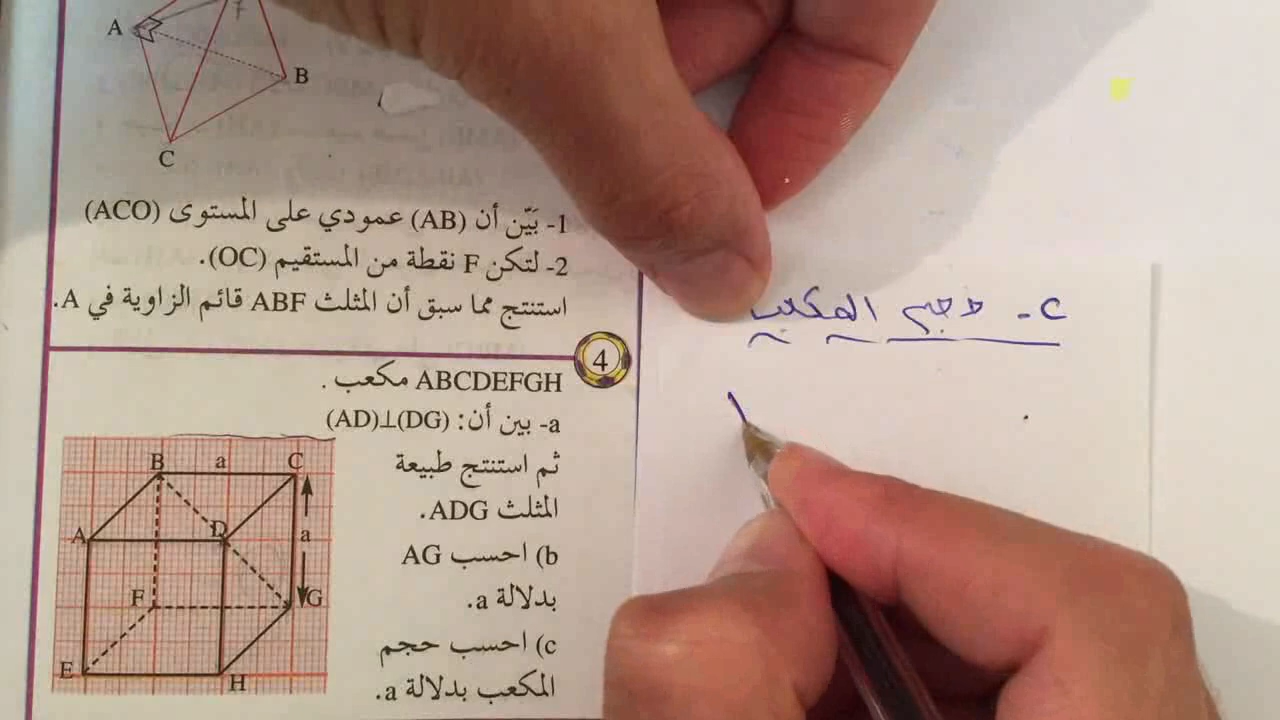 A
F
B
C
1- بَيّن أن (AB) عمودي على المستوى (ACO)
2- لتكن F نقطة من المستقيم (OC).
استنتج مما سبق أن المثلث ABF قائم الزاوية في A.
4
ABCDEFGH مكعب .
a- بين أن: (AD)⊥(DG)
ثم استنتج طبيعة
المثلث ADG.
b) احسب AG
بدلالة a.
c) احسب حجم
المكعب بدلالة a.
B a C
A D a
F G
E H
c - حجم المكعب